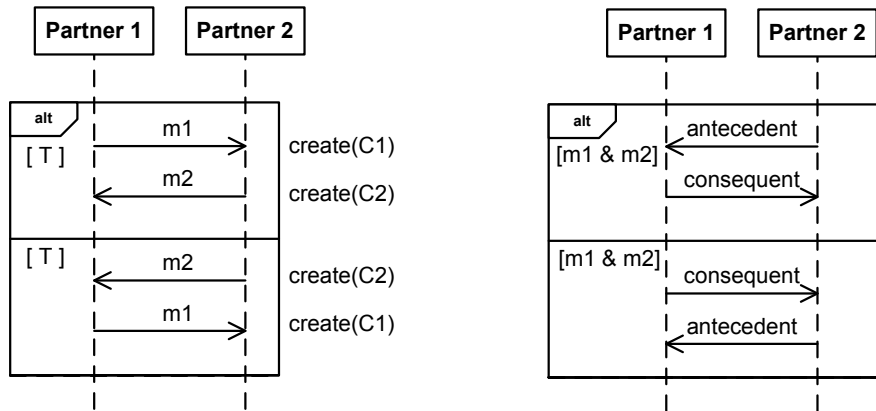 Partner 1 Partner 2
alt
m1
[ T ] create(C1)
m2
create(C2)
[ T ]
m2
create(C2)
m1
create(C1)
Partner 1 Partner 2
alt
antecedent
[m1 & m2]
consequent
[m1 & m2]
consequent
antecedent